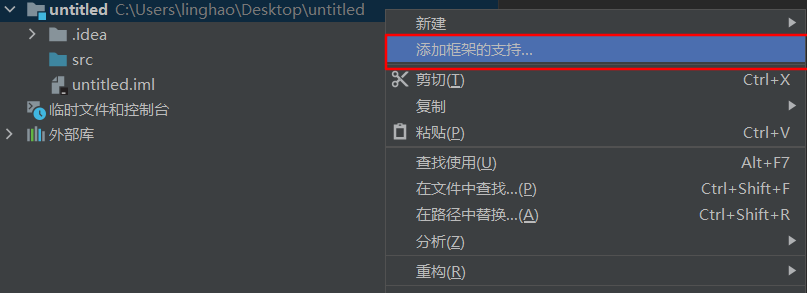 untitled C:\Users\linghao\Desktop\untitled
.idea
src
untitled.iml
临时文件和控制台
外部库
新建
添加框架的支持...
剪切(T) Ctrl+X
复制
粘贴(P) Ctrl+V
查找使用(U) Alt+F7
在文件中查找...(P) Ctrl+Shift+F
在路径中替换...(A) Ctrl+Shift+R
分析(Z)
重构(R)